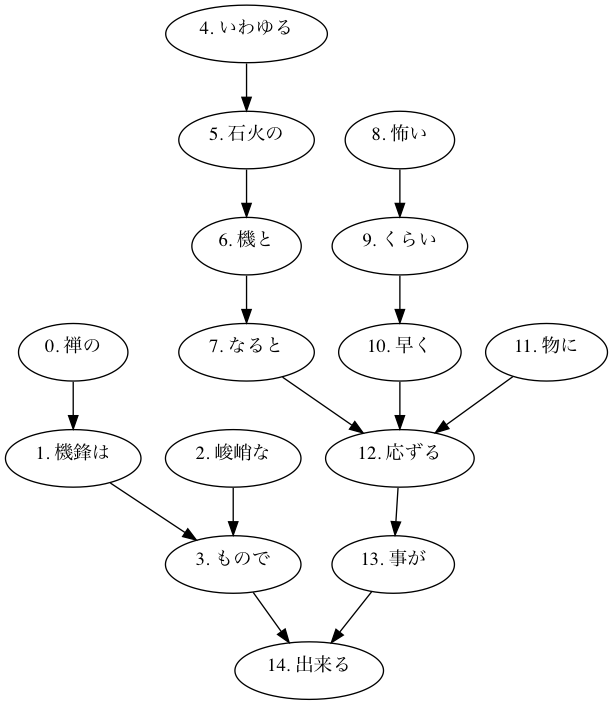 4. いわゆる
5. 石火の
8. 怖い
6. 機と
9. くらい
0. 禅の
7. なると
10. 早く
11. 物に
1. 機鋒は
2. 峻峭な
12. 応ずる
3. もので
13. 事が
14. 出来る